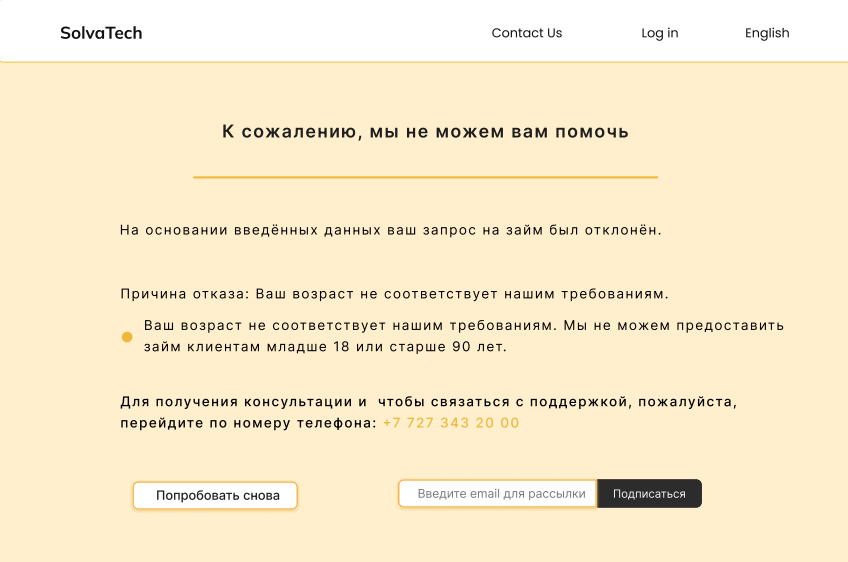 SolvaTech
Contact Us
Log in
English
К сожалению, мы не можем вам помочь
На основании введённых данных ваш запрос на займ был отклонён.
Причина отказа: Ваш возраст не соответствует нашим требованиям.
Ваш возраст не соответствует нашим требованиям. Мы не можем предоставить
займ клиентам младше 18 или старше 90 лет.
Для получения консультации и  чтобы связаться с поддержкой, пожалуйста,
перейдите по номеру телефона: +7 727 343 20 00
Попробовать снова
Введите email для рассылки
Подписаться